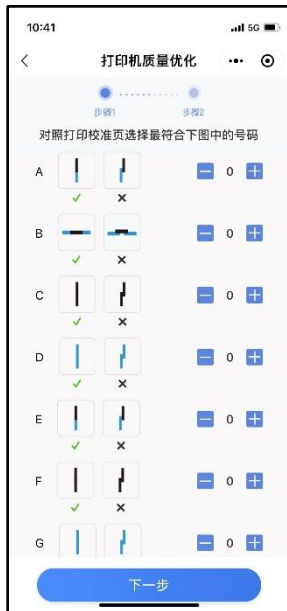 10:41 5G
打印机质量优化
步骤1 步骤2
对照打印校准页选择最符合下图中的号码
A 0
B 0
C 0
D 0
E 0
F 0
G
下一步